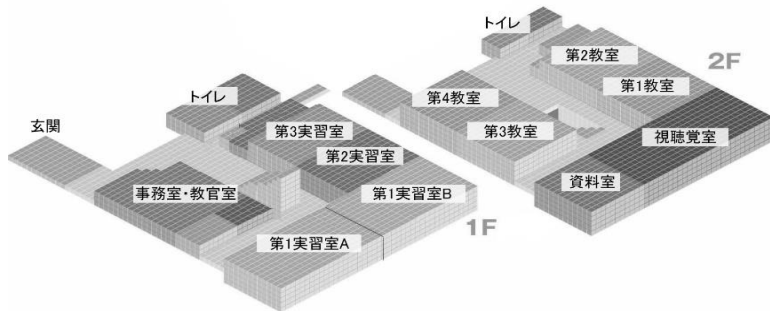 トイレ
第2教室
2F
第1教室
トイレ
第4教室
玄関
第3実習室
第3教室
視聴覚室
第2実習室
事務室・教官室
第1実習室B
資料室
1F
第1実習室A